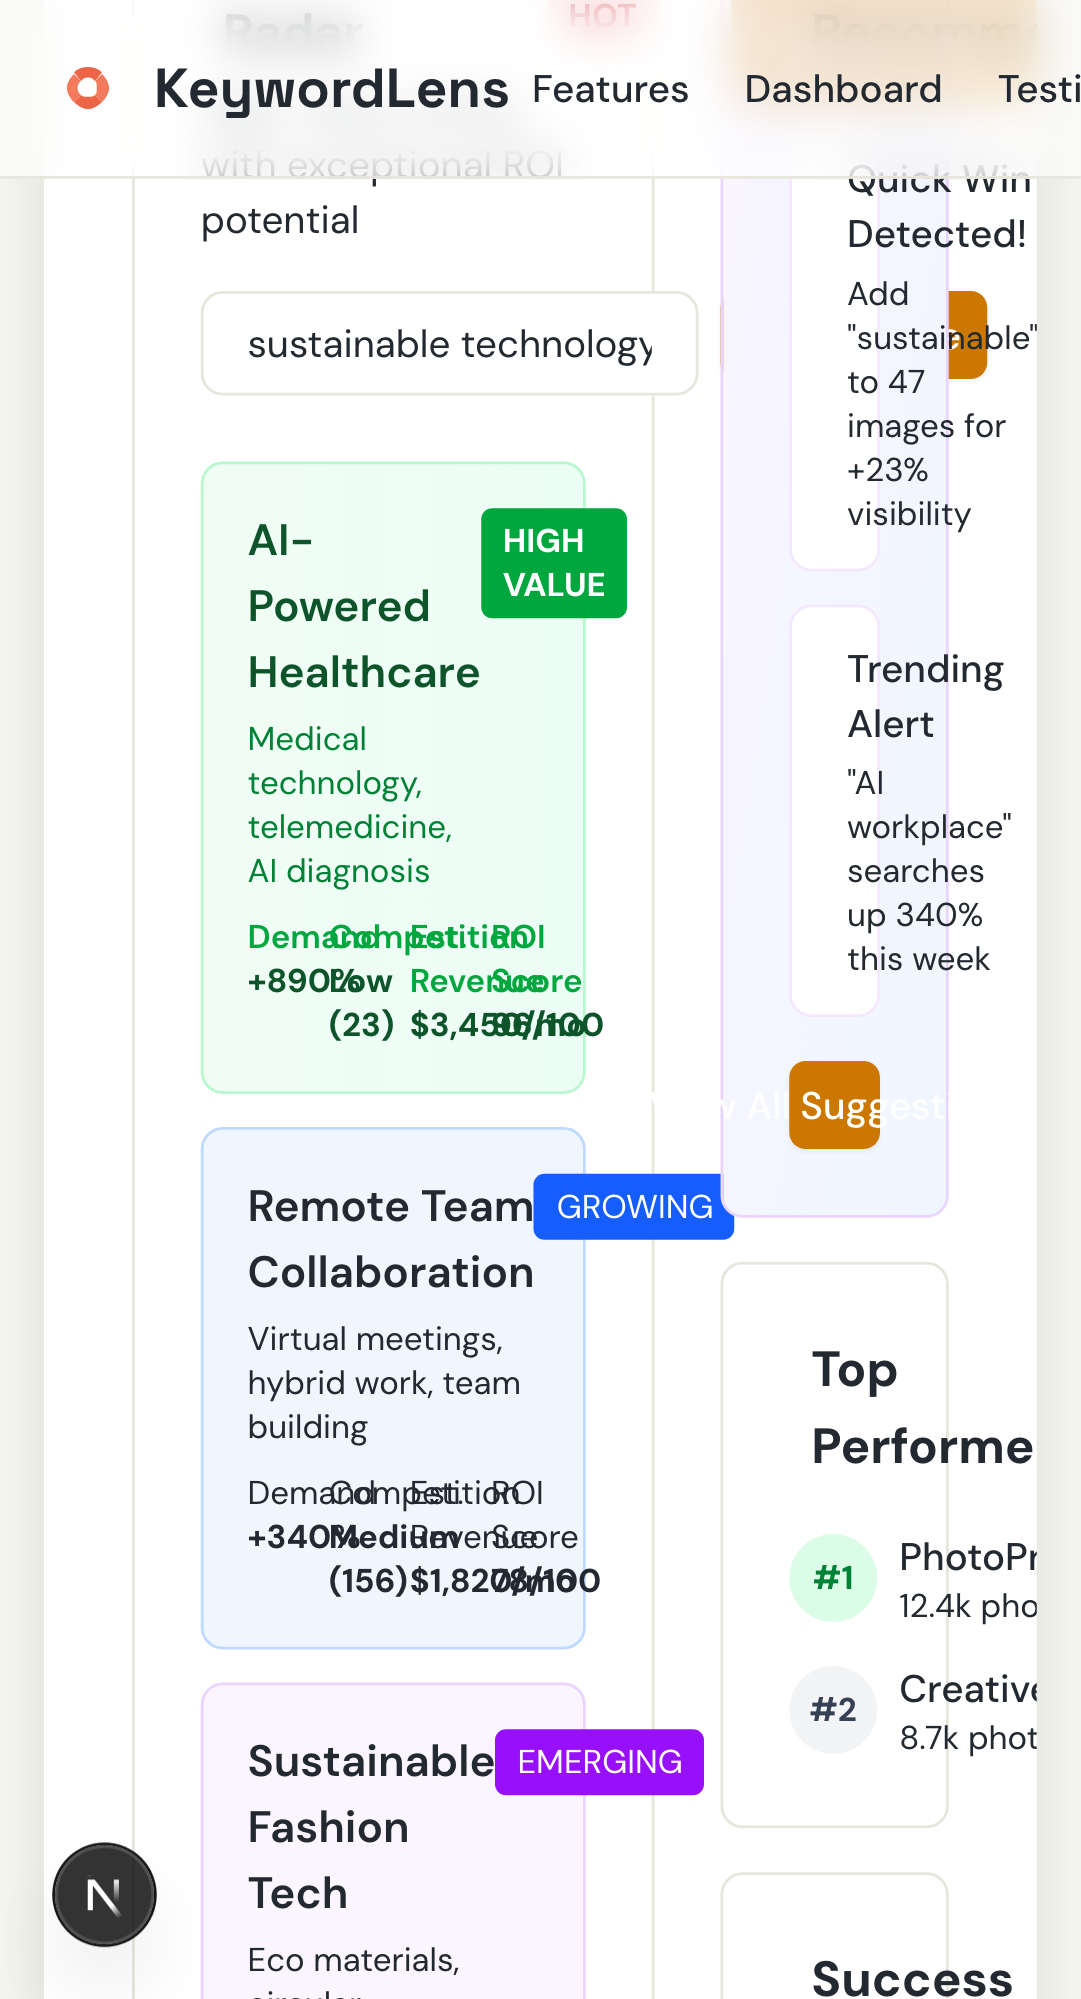 Radar
HOT
KeywordLens
Features
Dashboard
Testi
with exceptional ROI
potential
sustainable technology
AI-
Powered
Healthcare
HIGH
VALUE
Medical
technology,
telemedicine,
AI diagnosis
Demand
+890%
Competition
Low
(23)
Est.
Revenue
$3,450/mo
ROI
Score
96/100
Remote Team
Collaboration
GROWING
Virtual meetings,
hybrid work, team
building
Demand
+340%
Competition
Medium
(156)
Est.
Revenue
$1,820/mo
ROI
Score
78/100
Sustainable
Fashion
Tech
EMERGING
Eco materials,
circular
Recomme
Quick Win
Detected!
Add
"sustainable"
to 47
images for
+23%
visibility
Trending
Alert
"AI
workplace"
searches
up 340%
this week
All Suggesti
Top
Performe
#1
PhotoPr
12.4k pho
#2
Creative
8.7k phot
Success
N